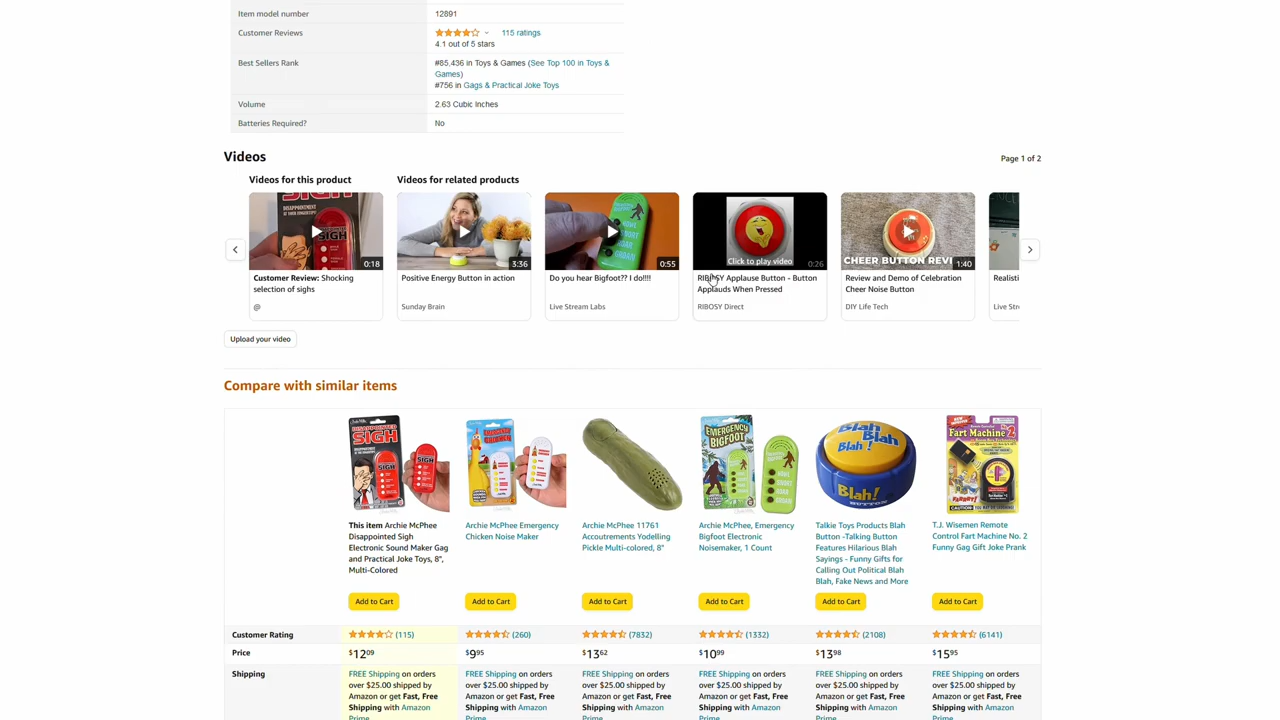 Item model number 12891
Customer Reviews 115 ratings
4.1 out of 5 stars
Best Sellers Rank #85,436 in Toys & Games (See Top 100 in Toys &
Games)
#756 in Gags & Practical Joke Toys
Volume 2.63 Cubic Inches
Batteries Required? No
Videos
Page 1 of 2
Videos for this product
Videos for related products
SIGH
0:18
Customer Review: Shocking
selection of sighs
@
3:36
Positive Energy Button in action
Sunday Brain
0:55
Do you hear Bigfoot?? I do!!!!
Live Stream Labs
Click to play video
0:26
RIBOSY Applause Button - Button
Applauds When Pressed
RIBOSY Direct
CHEER BUTTON REVI
1:40
Review and Demo of Celebration
Cheer Noise Button
DIY Life Tech
Realisti
Live Stre
Upload your video
Compare with similar items
DISAPPOINTED
SIGH
SIGH
EMERGENCY
EMERGENCY
BIGFOOT
Blah
Blah
Blah!
Blah!
Fart Machine 2
This item Archie McPhee
Disappointed Sigh
Electronic Sound Maker Gag
and Practical Joke Toys, 8",
Multi-Colored
Archie McPhee Emergency
Chicken Noise Maker
Archie McPhee 11761
Accoutrements Yodelling
Pickle Multi-colored, 8"
Archie McPhee, Emergency
Bigfoot Electronic
Noisemaker, 1 Count
Talkie Toys Products Blah
Button -Talking Button
Features Hilarious Blah
Sayings - Funny Gifts for
Calling Out Political Blah
Blah, Fake News and More
T.J. Wisemen Remote
Control Fart Machine No. 2
Funny Gag Gift Joke Prank
Add to Cart Add to Cart Add to Cart Add to Cart Add to Cart Add to Cart
Customer Rating (115) (260) (7832) (1332) (2108) (6141)
Price $12.09 $9.95 $13.62 $10.99 $13.98 $15.95
Shipping FREE Shipping on orders FREE Shipping on orders FREE Shipping on orders FREE Shipping on orders FREE Shipping on orders FREE Shipping on orders
over $25.00 shipped by over $25.00 shipped by over $25.00 shipped by over $25.00 shipped by over $25.00 shipped by over $25.00 shipped by
Amazon or get Fast, Free Amazon or get Fast, Free Amazon or get Fast, Free Amazon or get Fast, Free Amazon or get Fast, Free Amazon or get Fast, Free
Shipping with Amazon Shipping with Amazon Shipping with Amazon Shipping with Amazon Shipping with Amazon Shipping with Amazon
Prime Prime Prime Prime Prime Prime